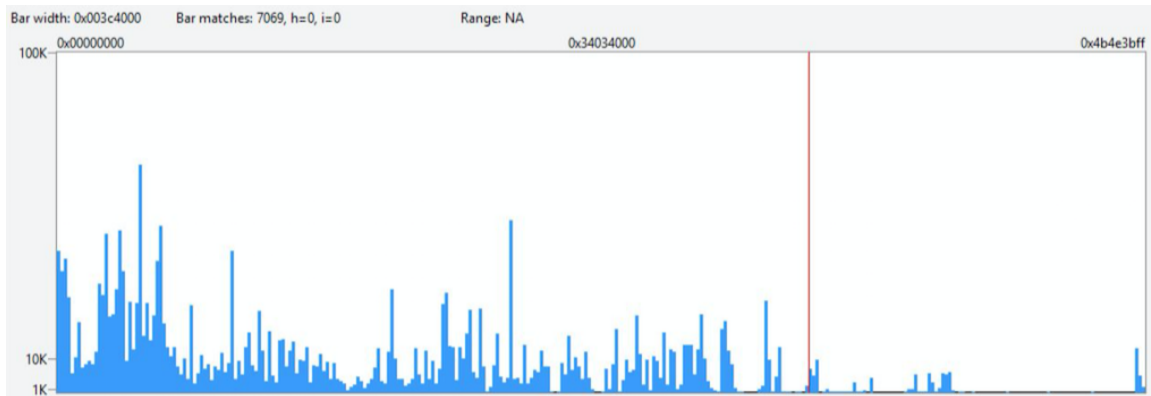 Bar width: 0x003c4000 Bar matches: 7069, h=0, i=0 Range: NA
0x00000000 0x34034000 0x4b4e3bff
100K
10K
1K